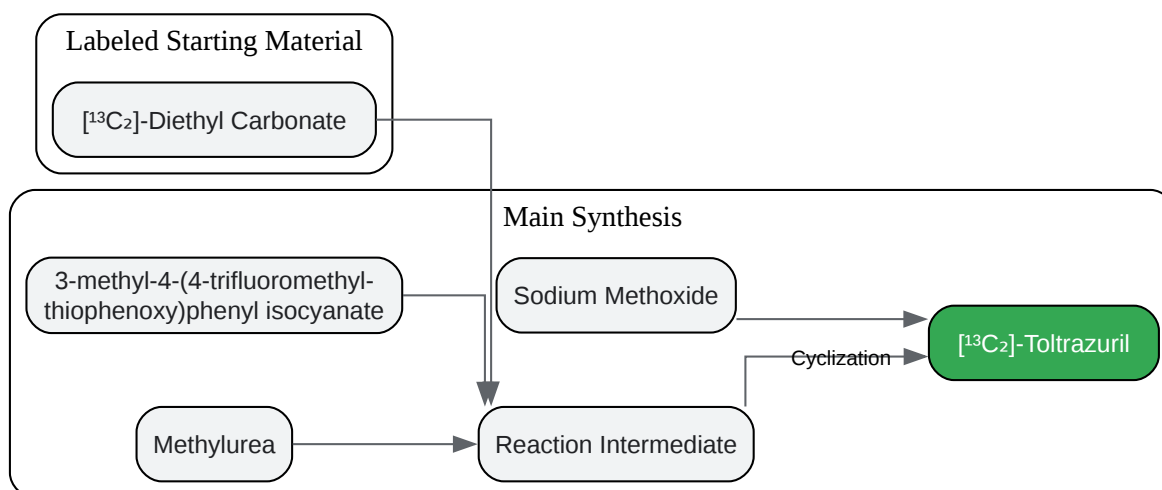 Labeled Starting Material
[¹³C₂]-Diethyl Carbonate
Main Synthesis
3-methyl-4-(4-trifluoromethyl-
thiophenoxy)phenyl isocyanate
Sodium Methoxide
[¹³C₂]-Toltrazuril
Cyclization
Methylurea
Reaction Intermediate